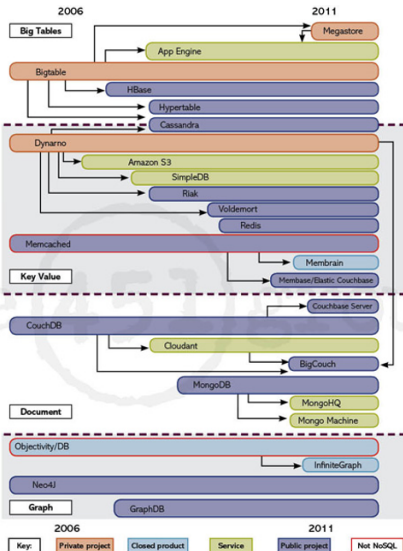 2006 2011
Big Tables
Megastore
App Engine
Bigtable
HBase
Hypertable
Cassandra
Dynarno
Amazon S3
SimpleDB
Riak
Voldemort
Redis
Memcached
Membrain
Key Value
Membase/Elastic Couchbase
Couchbase Server
CouchDB
Cloudant
BigCouch
MongoDB
MongoHQ
Document
Mongo Machine
Objectivity/DB
InfiniteGraph
Neo4J
Graph
GraphDB
2006 2011
Key: Private project Closed product Service Public project Not NoSQL